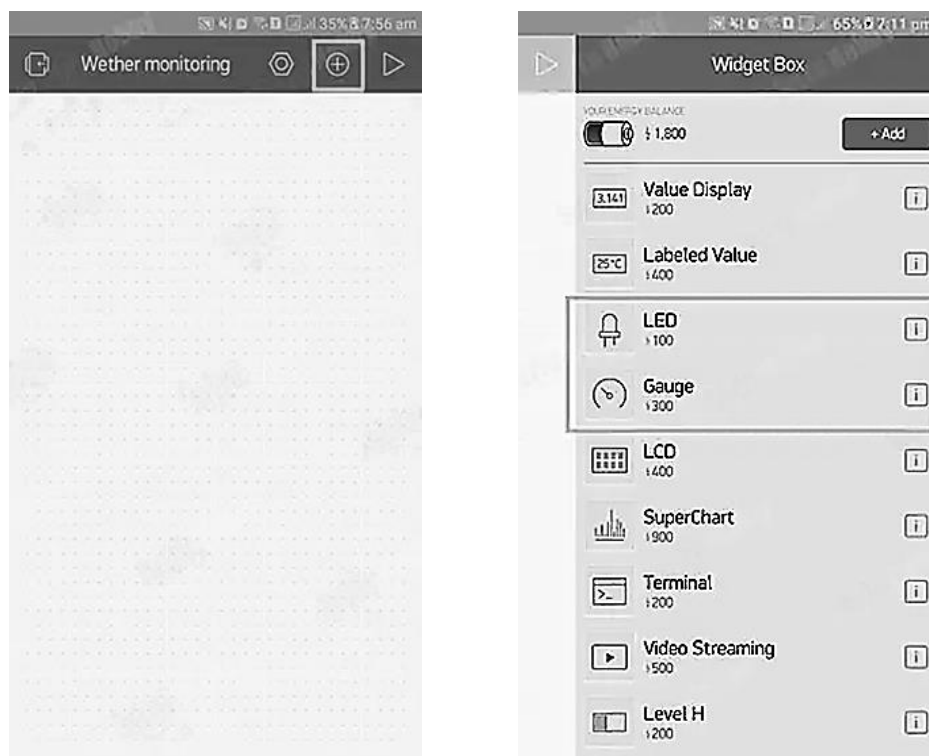 35% 7:56 am
Wether monitoring
65% 2:11 pm
Widget Box
YOUR ENERGY BALANCE
1,800
+ Add
3.141
Value Display
200
i
25°C
Labeled Value
400
i
LED
100
i
Gauge
300
i
LCD
400
i
SuperChart
900
i
>_
Terminal
200
i
Video Streaming
500
i
Level H
200
i